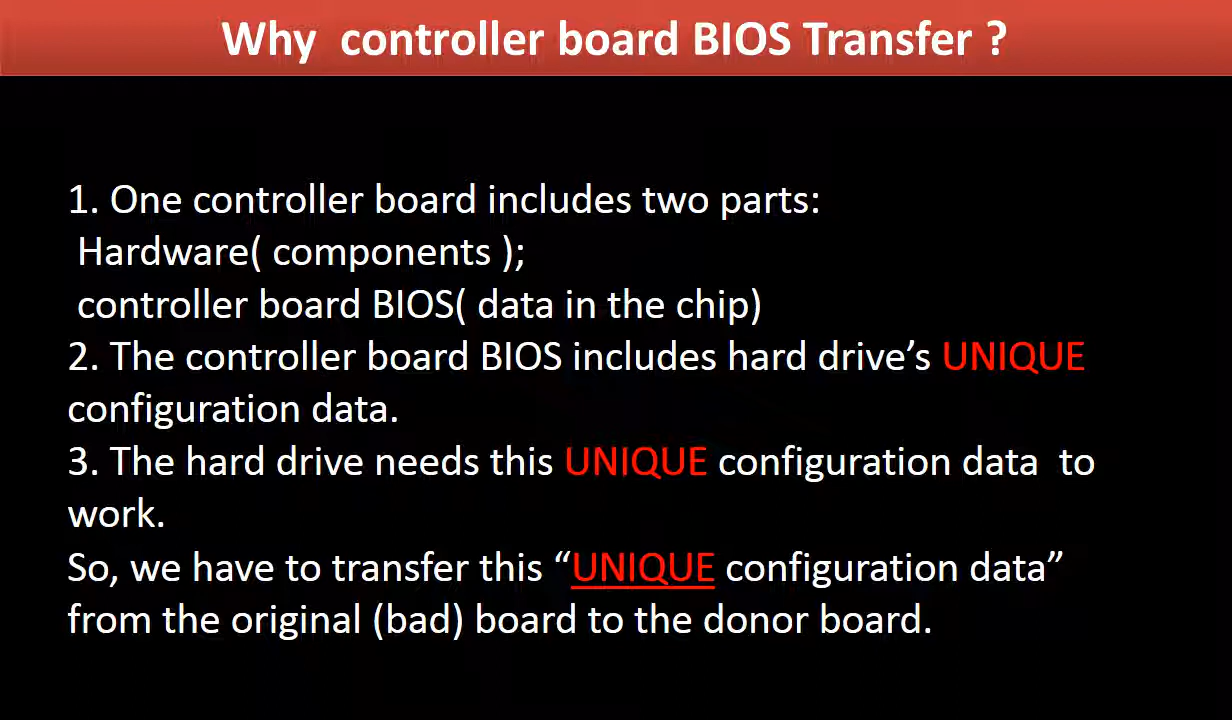 Why  controller board BIOS Transfer ?
1. One controller board includes two parts:
Hardware( components );
controller board BIOS( data in the chip)
2. The controller board BIOS includes hard drive’s UNIQUE
configuration data.
3. The hard drive needs this UNIQUE configuration data  to
work.
So, we have to transfer this “UNIQUE configuration data”
from the original (bad) board to the donor board.